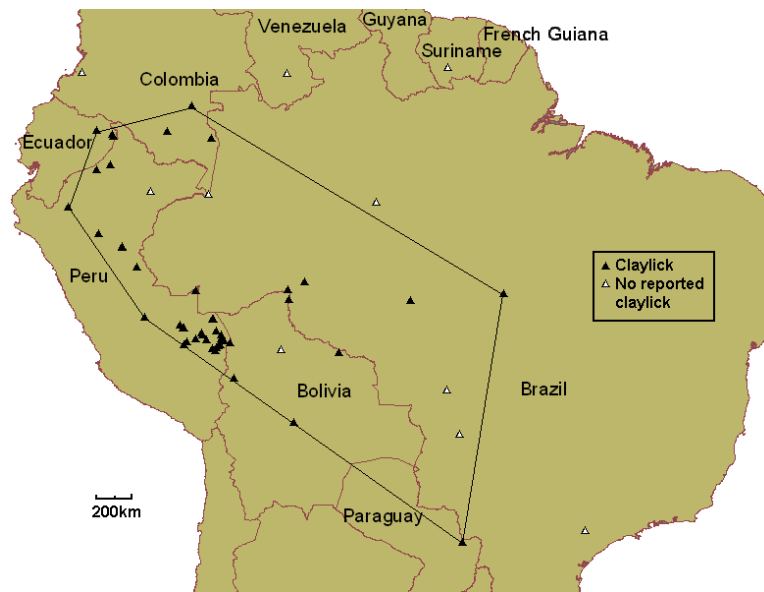 Venezuela
Guyana
French Guiana
Suriname
Colombia
Ecuador
Claylick
No reported
claylick
Peru
Bolivia
Brazil
200km
Paraguay